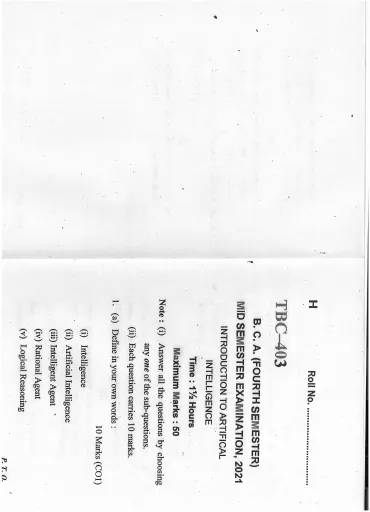 H
Roll No. ..............................
TBC–403
B. C. A. (FOURTH SEMESTER)
MID SEMESTER EXAMINATION, 2021
INTRODUCTION TO ARTIFICAL
INTELLIGENCE
Time : 1½ Hours
Maximum Marks : 50
Note : (i) Answer all the questions by choosing
any one of the sub-questions.
(ii) Each question carries 10 marks.
1. (a) Define in your own words :
10 Marks (CO1)
(i) Intelligence
(ii) Artificial Intelligence
(iii) Intelligent Agent
(iv) Rational Agent
(v) Logical Reasoning
P. T. O.